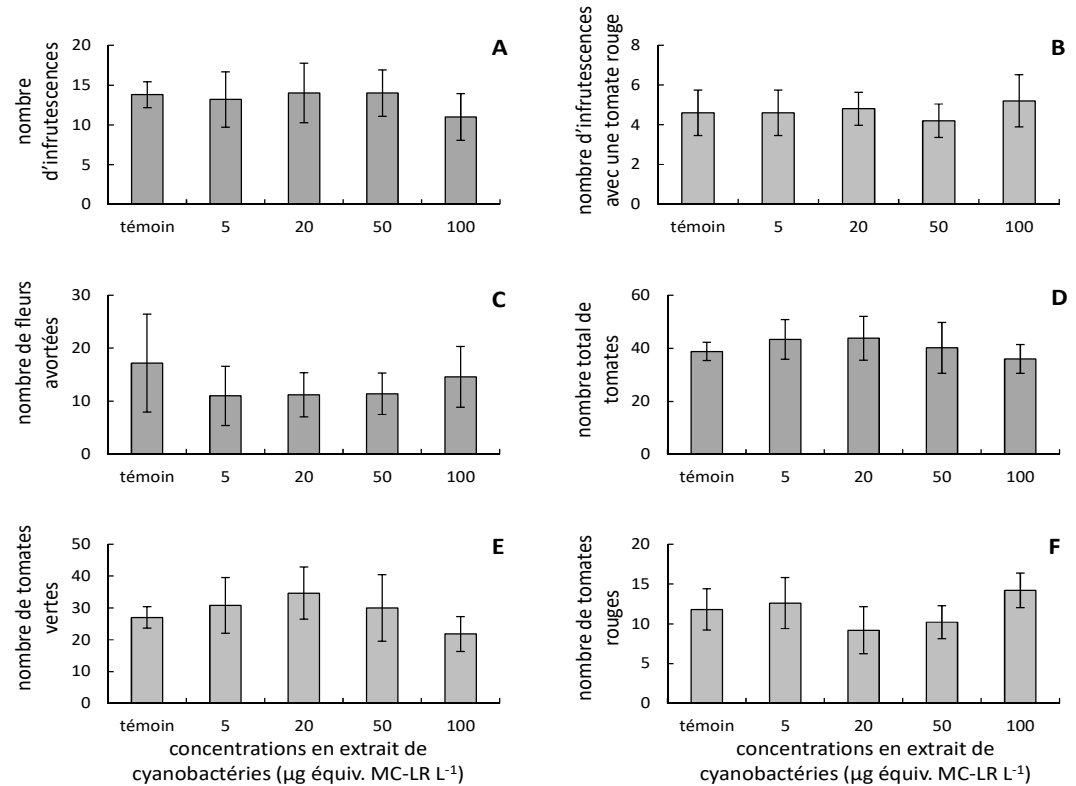 A
nombre
d'infrutescences
20
15
10
5
0
témoin 5 20 50 100
B
nombre d'infrutescences
avec une tomate rouge
8
6
4
2
0
témoin 5 20 50 100
C
nombre de fleurs
avortées
30
20
10
0
témoin 5 20 50 100
D
nombre total de
tomates
60
40
20
0
témoin 5 20 50 100
E
nombre de tomates
vertes
50
40
30
20
10
0
témoin 5 20 50 100
concentrations en extrait de
cyanobactéries (µg équiv. MC-LR L⁻¹)
F
nombre de tomates
rouges
20
15
10
5
0
témoin 5 20 50 100
concentrations en extrait de
cyanobactéries (µg équiv. MC-LR L⁻¹)